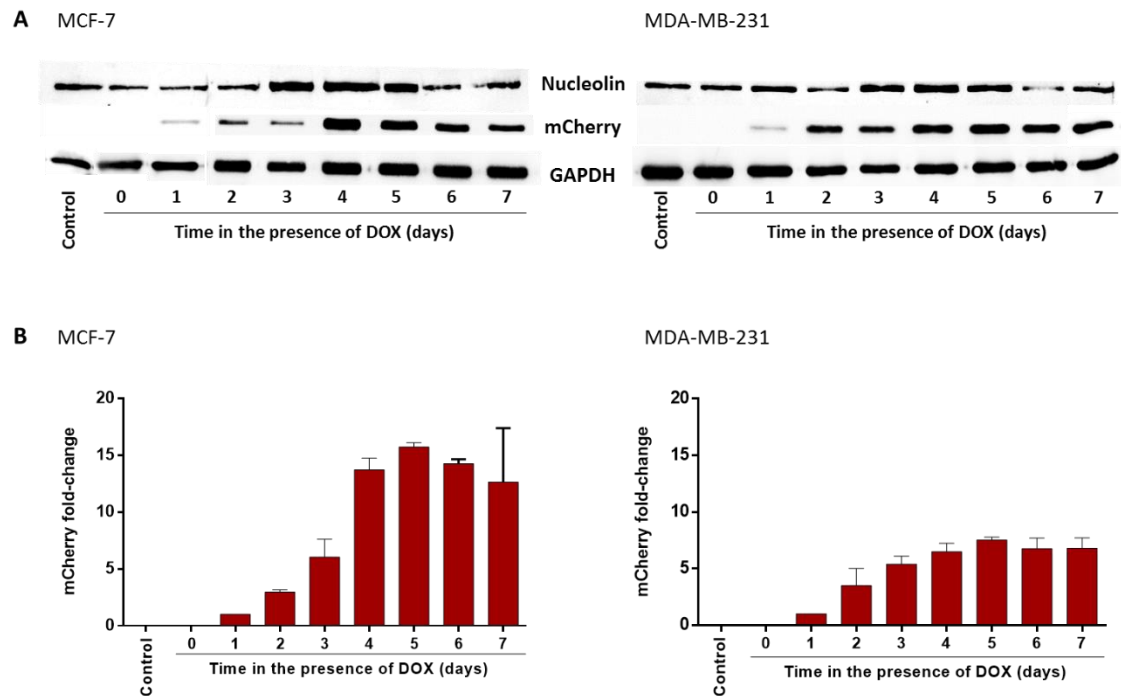 A MCF-7 MDA-MB-231
Nucleolin
mCherry
GAPDH
Control 0 1 2 3 4 5 6 7 Control 0 1 2 3 4 5 6 7
Time in the presence of DOX (days) Time in the presence of DOX (days)
B MCF-7 MDA-MB-231
mCherry fold-change
20
15
10
5
0
Control 0 1 2 3 4 5 6 7
Time in the presence of DOX (days)
mCherry fold-change
20
15
10
5
0
Control 0 1 2 3 4 5 6 7
Time in the presence of DOX (days)